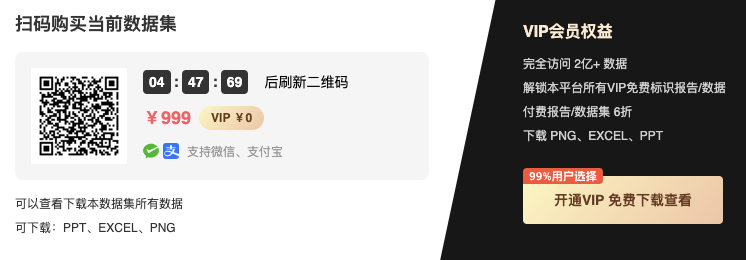 扫码购买当前数据集
04 : 47 : 69 后刷新二维码
￥999 VIP ￥0
支 支持微信、支付宝
可以查看下载本数据集所有数据
可下载：PPT、EXCEL、PNG
VIP会员权益
完全访问 2亿+ 数据
解锁本平台所有VIP免费标识报告/数据
付费报告/数据集 6折
下载 PNG、EXCEL、PPT
99%用户选择
开通VIP 免费下载查看